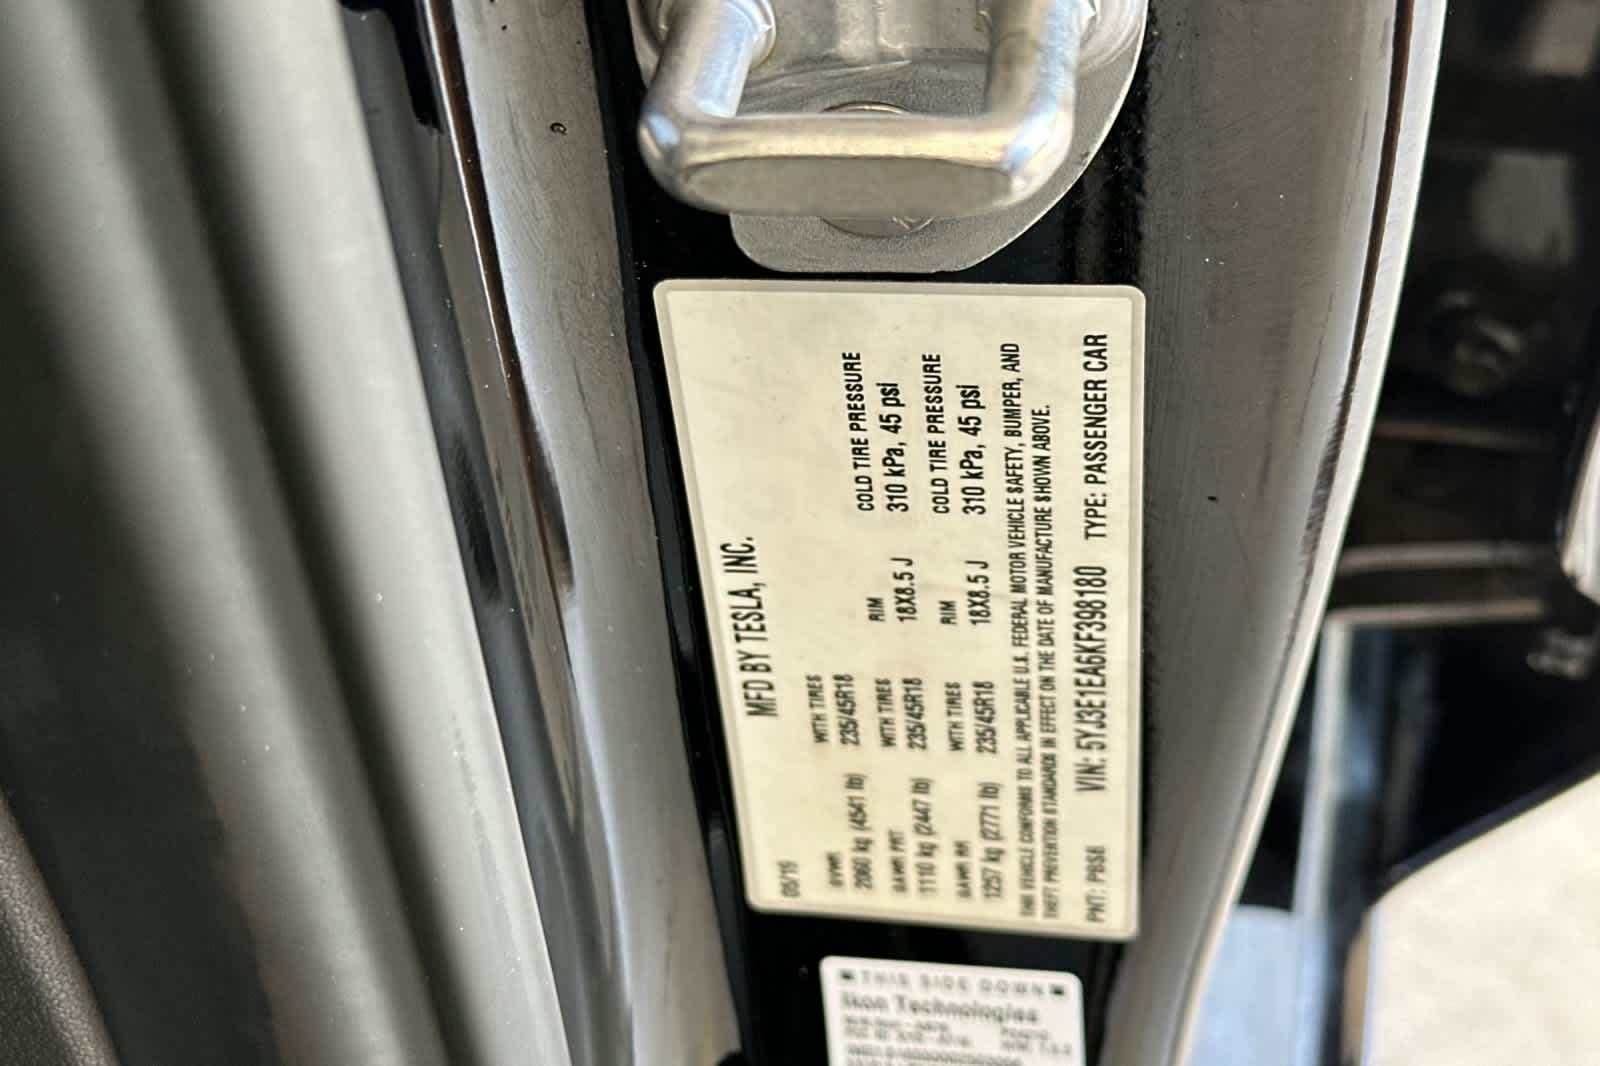 MFD BY TESLA, INC.
05/19
GVWR
2060 kg (4541 lb)
WITH TIRES
235/45R18
COLD TIRE PRESSURE
310 kPa, 45 psi
GAWR FRT
1110 kg (2447 lb)
WITH TIRES
235/45R18
RIM
18X8.5 J
COLD TIRE PRESSURE
310 kPa, 45 psi
GAWR RR
1257 kg (2771 lb)
WITH TIRES
235/45R18
RIM
18X8.5 J
THIS VEHICLE CONFORMS TO ALL APPLICABLE U.S. FEDERAL MOTOR VEHICLE SAFETY, BUMPER, AND
THEFT PREVENTION STANDARDS IN EFFECT ON THE DATE OF MANUFACTURE SHOWN ABOVE.
PNT: PBSB VIN: 5YJ3E1EA6KF398180 TYPE: PASSENGER CAR
THIS SIDE DOWN
Ikon Technologies